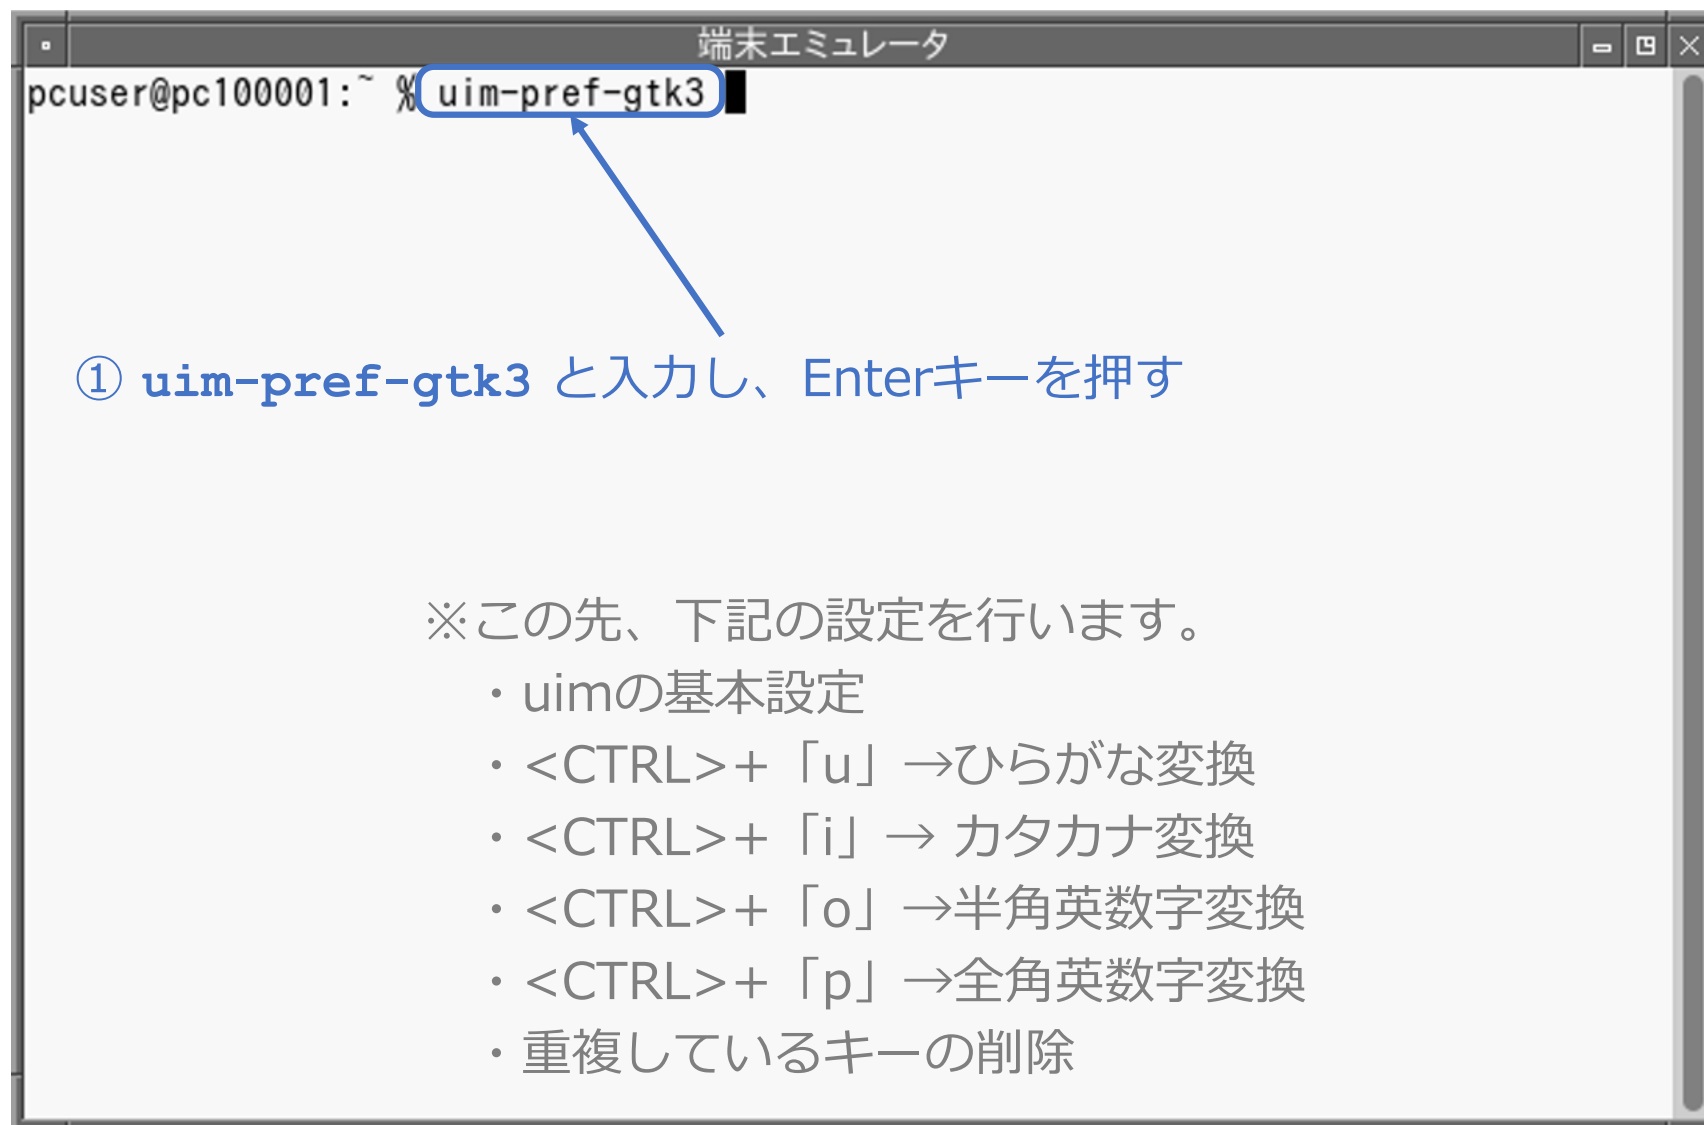 端末エミュレータ
pcuser@pc100001:~ % uim-pref-gtk3
① uim-pref-gtk3 と入力し、Enterキーを押す
※この先、下記の設定を行います。
・uimの基本設定
・<CTRL>+「u」→ひらがな変換
・<CTRL>+「i」→ カタカナ変換
・<CTRL>+「o」→半角英数字変換
・<CTRL>+「p」→全角英数字変換
・重複しているキーの削除